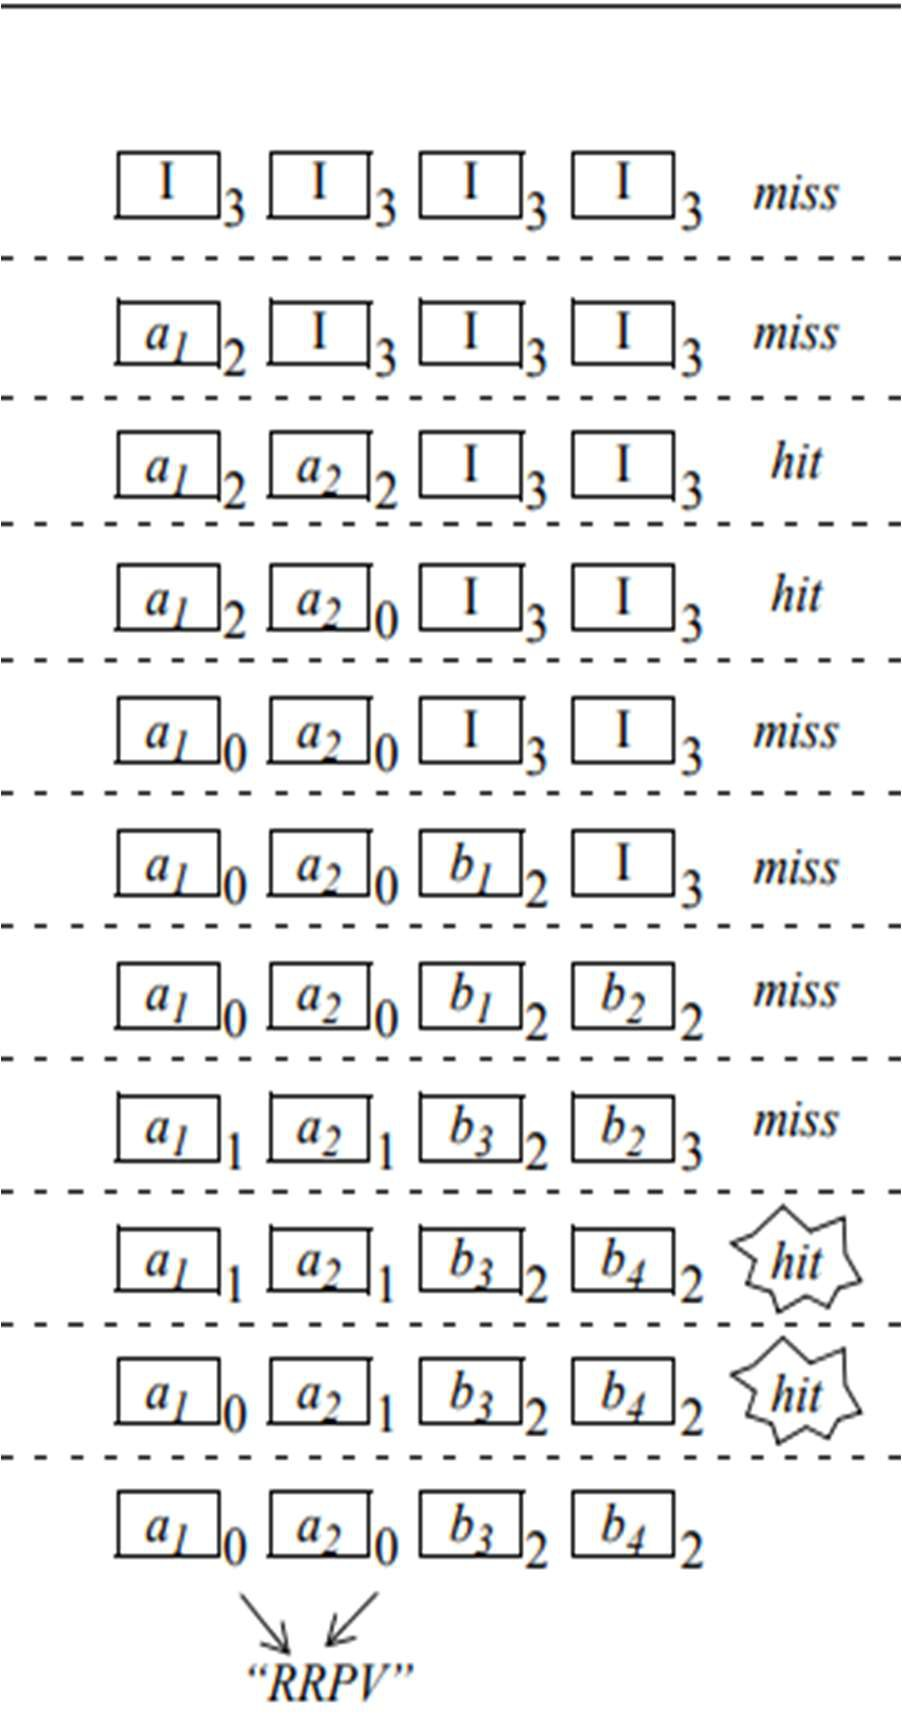 I 3 I 3 I 3 I 3 miss
a1 2 I 3 I 3 I 3 miss
a1 2 a2 2 I 3 I 3 hit
a1 2 a2 0 I 3 I 3 hit
a1 0 a2 0 I 3 I 3 miss
a1 0 a2 0 b1 2 I 3 miss
a1 0 a2 0 b1 2 b2 2 miss
a1 1 a2 1 b3 2 b2 3 miss
a1 1 a2 1 b3 2 b4 2 hit
a1 0 a2 1 b3 2 b4 2 hit
a1 0 a2 0 b3 2 b4 2
“RRPV”